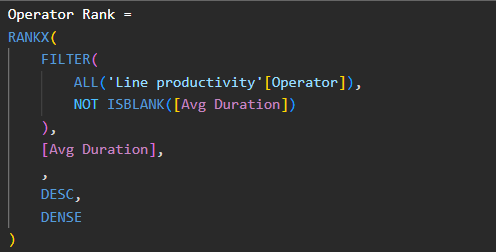 Operator Rank =
RANKX(
FILTER(
ALL('Line productivity'[Operator]),
NOT ISBLANK([Avg Duration])
),
[Avg Duration],
,
DESC,
DENSE
)